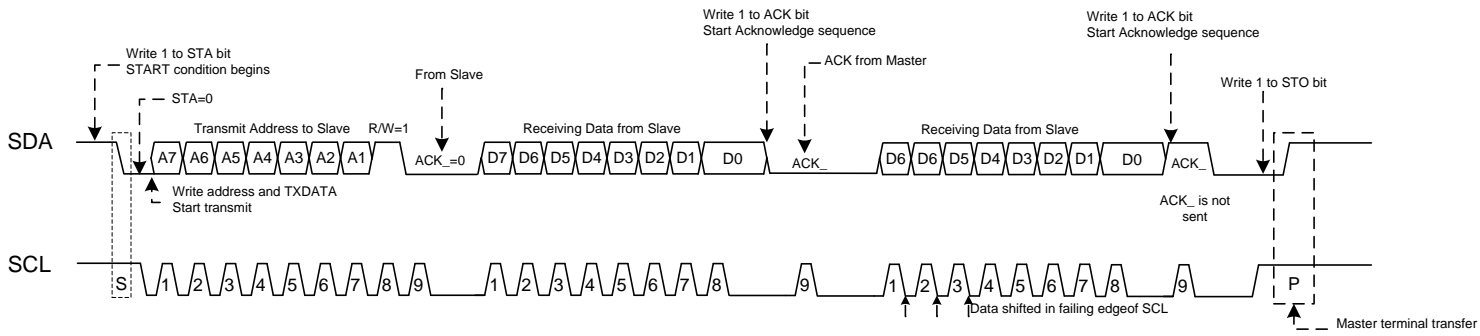 Write 1 to ACK bit
Start Acknowledge sequence
Write 1 to ACK bit
Start Acknowledge sequence
Write 1 to STA bit
START condition begins
From Slave
ACK from Master
Write 1 to STO bit
STA=0
Transmit Address to Slave
R/W=1
Receiving Data from Slave
Receiving Data from Slave
SDA
A7 A6 A5 A4 A3 A2 A1
ACK_=0
D7 D6 D5 D4 D3 D2 D1 D0
ACK_
D6 D6 D5 D4 D3 D2 D1 D0
ACK_
Write address and TXDATA
Start transmit
ACK_ is not
sent
SCL
S
1 2 3 4 5 6 7 8 9
1 2 3 4 5 6 7 8
9
1 2 3 4 5 6 7 8
9
P
Data shifted in failing edgeof SCL
Master terminal transfer